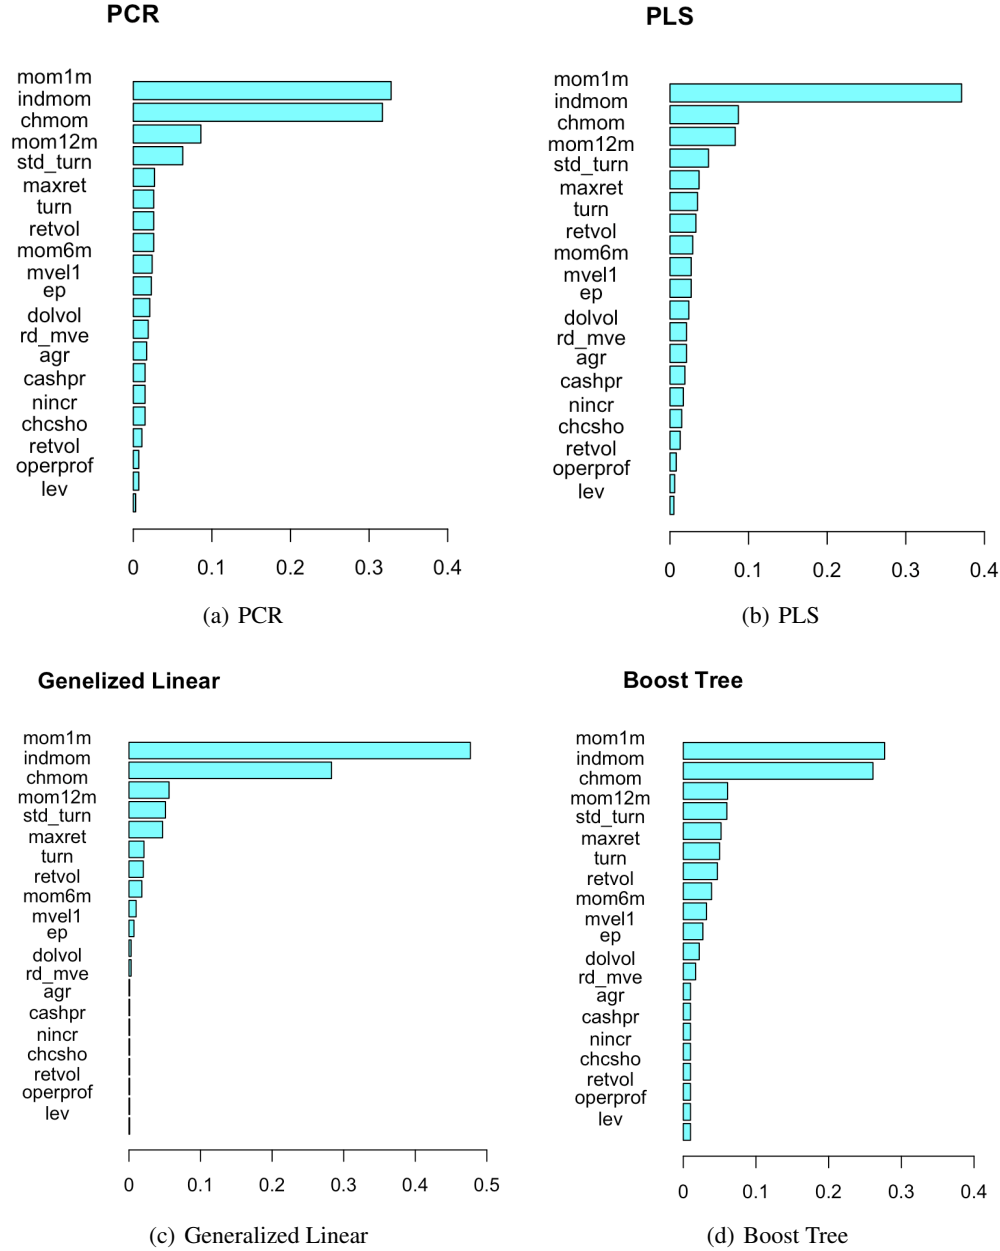 PCR
mom1m
indmom
chmom
mom12m
std_turn
maxret
turn
retvol
mom6m
mvel1
ep
dolvol
rd_mve
agr
cashpr
nincr
chcsho
retvol
operprof
lev
0 0.1 0.2 0.3 0.4
(a) PCR
PLS
mom1m
indmom
chmom
mom12m
std_turn
maxret
turn
retvol
mom6m
mvel1
ep
dolvol
rd_mve
agr
cashpr
nincr
chcsho
retvol
operprof
lev
0 0.1 0.2 0.3 0.4
(b) PLS
Genelized Linear
mom1m
indmom
chmom
mom12m
std_turn
maxret
turn
retvol
mom6m
mvel1
ep
dolvol
rd_mve
agr
cashpr
nincr
chcsho
retvol
operprof
lev
0 0.1 0.2 0.3 0.4 0.5
(c) Generalized Linear
Boost Tree
mom1m
indmom
chmom
mom12m
std_turn
maxret
turn
retvol
mom6m
mvel1
ep
dolvol
rd_mve
agr
cashpr
nincr
chcsho
retvol
operprof
lev
0 0.1 0.2 0.3 0.4
(d) Boost Tree